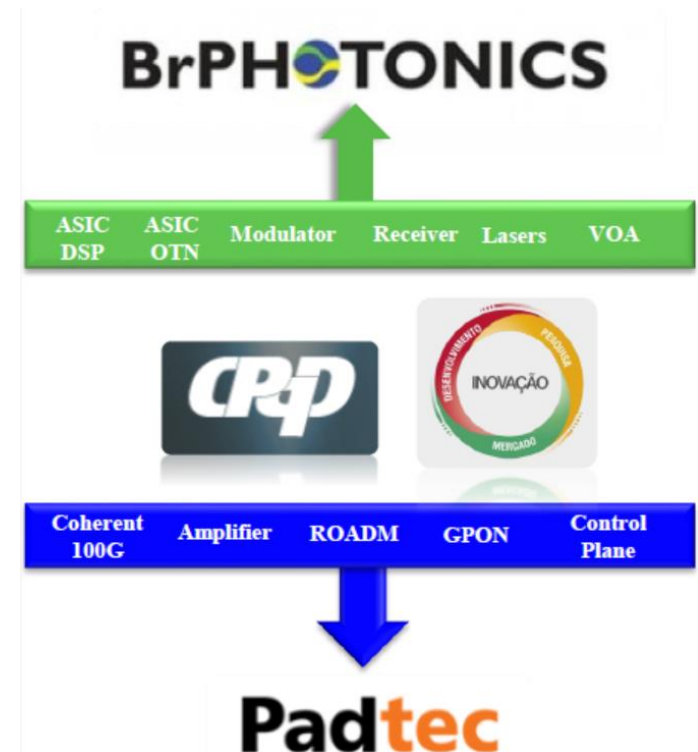 BrPHOTONICS
ASIC DSP
ASIC OTN
Modulator
Receiver
Lasers
VOA
CPqD
DESENVOLVIMENTO
PESQUISA
INOVAÇÃO
MERCADO
Coherent 100G
Amplifier
ROADM
GPON
Control Plane
Padtec